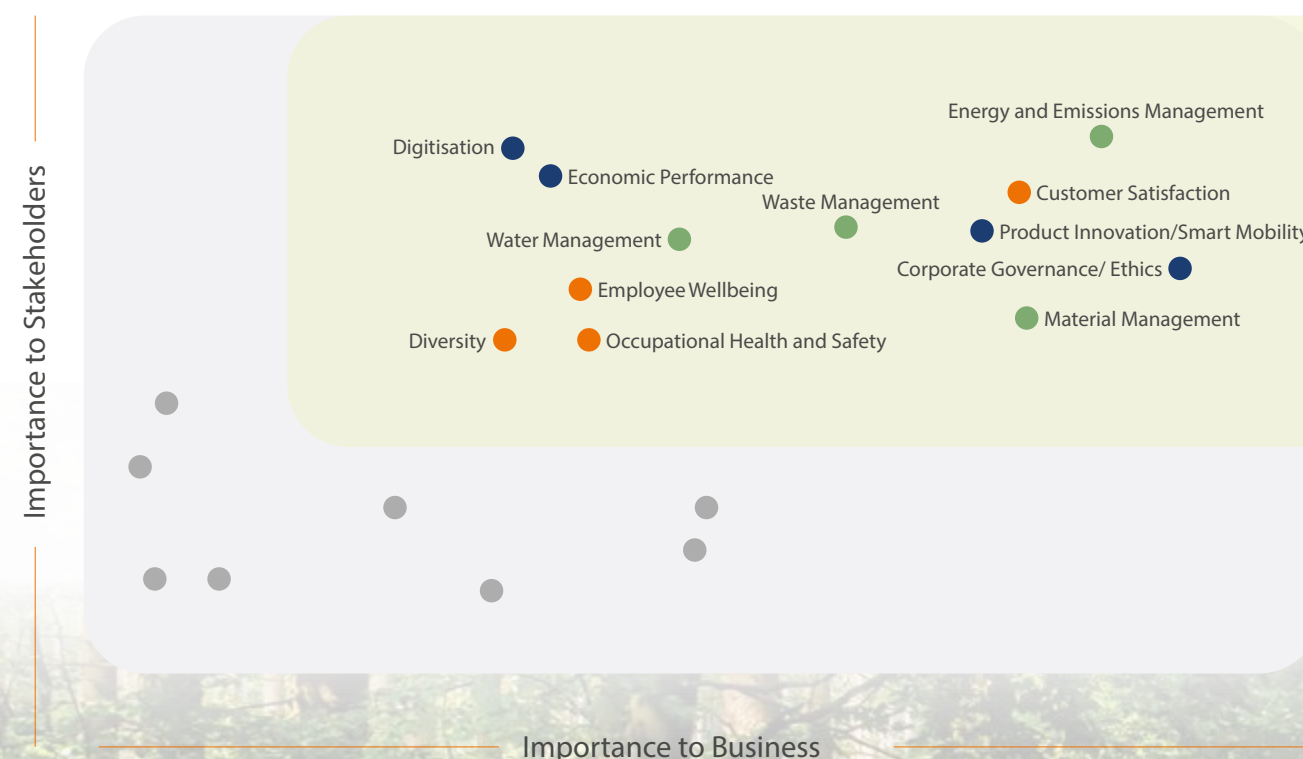 Importance to Stakeholders
Energy and Emissions Management
Digitisation
Economic Performance
Customer Satisfaction
Waste Management
Product Innovation/Smart Mobility
Water Management
Corporate Governance/ Ethics
Employee Wellbeing
Material Management
Diversity
Occupational Health and Safety
Importance to Business